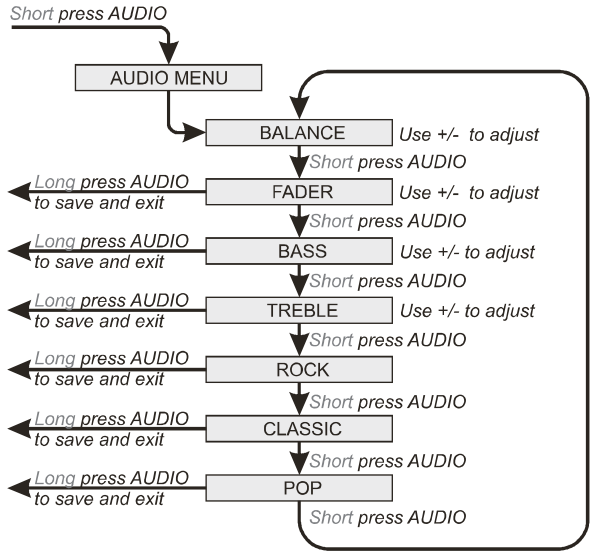 Short press AUDIO
AUDIO MENU
BALANCE Use +/- to adjust
Short press AUDIO
Long press AUDIO
to save and exit
FADER Use +/- to adjust
Short press AUDIO
Long press AUDIO
to save and exit
BASS Use +/- to adjust
Short press AUDIO
Long press AUDIO
to save and exit
TREBLE Use +/- to adjust
Short press AUDIO
Long press AUDIO
to save and exit
ROCK
Short press AUDIO
Long press AUDIO
to save and exit
CLASSIC
Short press AUDIO
Long press AUDIO
to save and exit
POP
Short press AUDIO